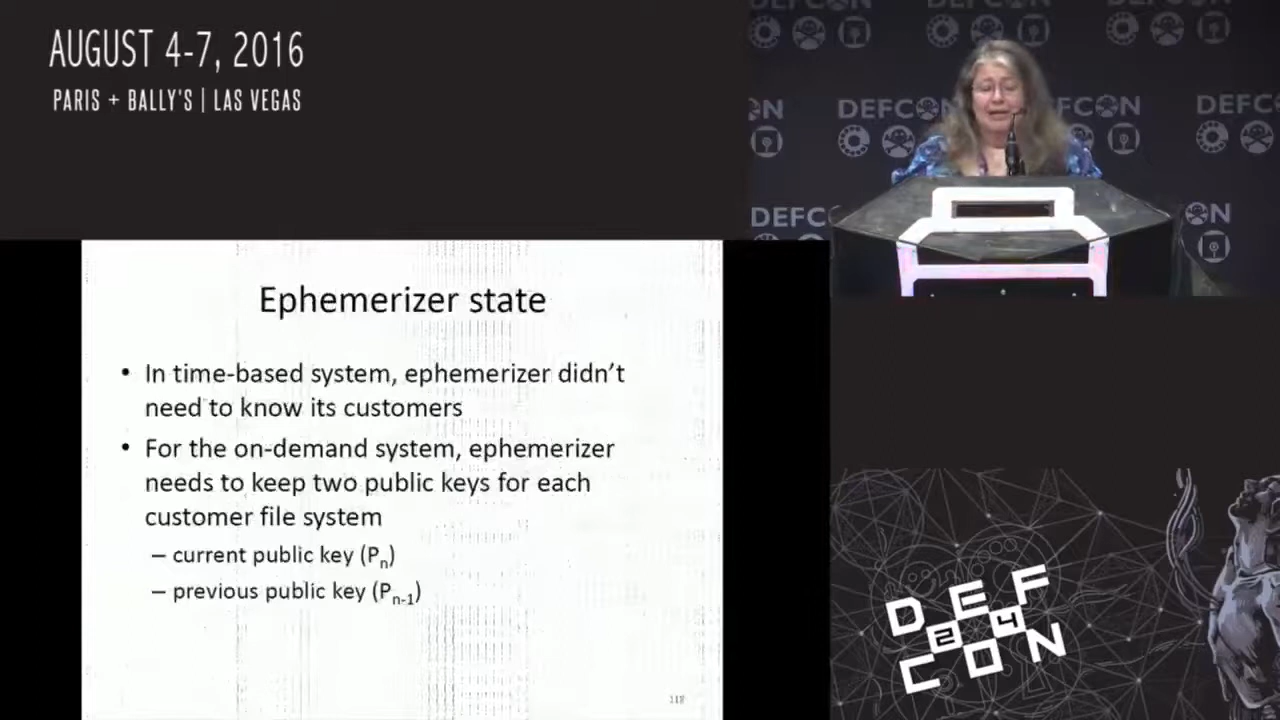 AUGUST 4-7, 2016
PARIS + BALLY'S | LAS VEGAS
DEFCON
DEFCON
Ephemerizer state
• In time-based system, ephemerizer didn't
need to know its customers
• For the on-demand system, ephemerizer
needs to keep two public keys for each
customer file system
– current public key (Pn)
– previous public key (Pn-1)
DEF
24
CON